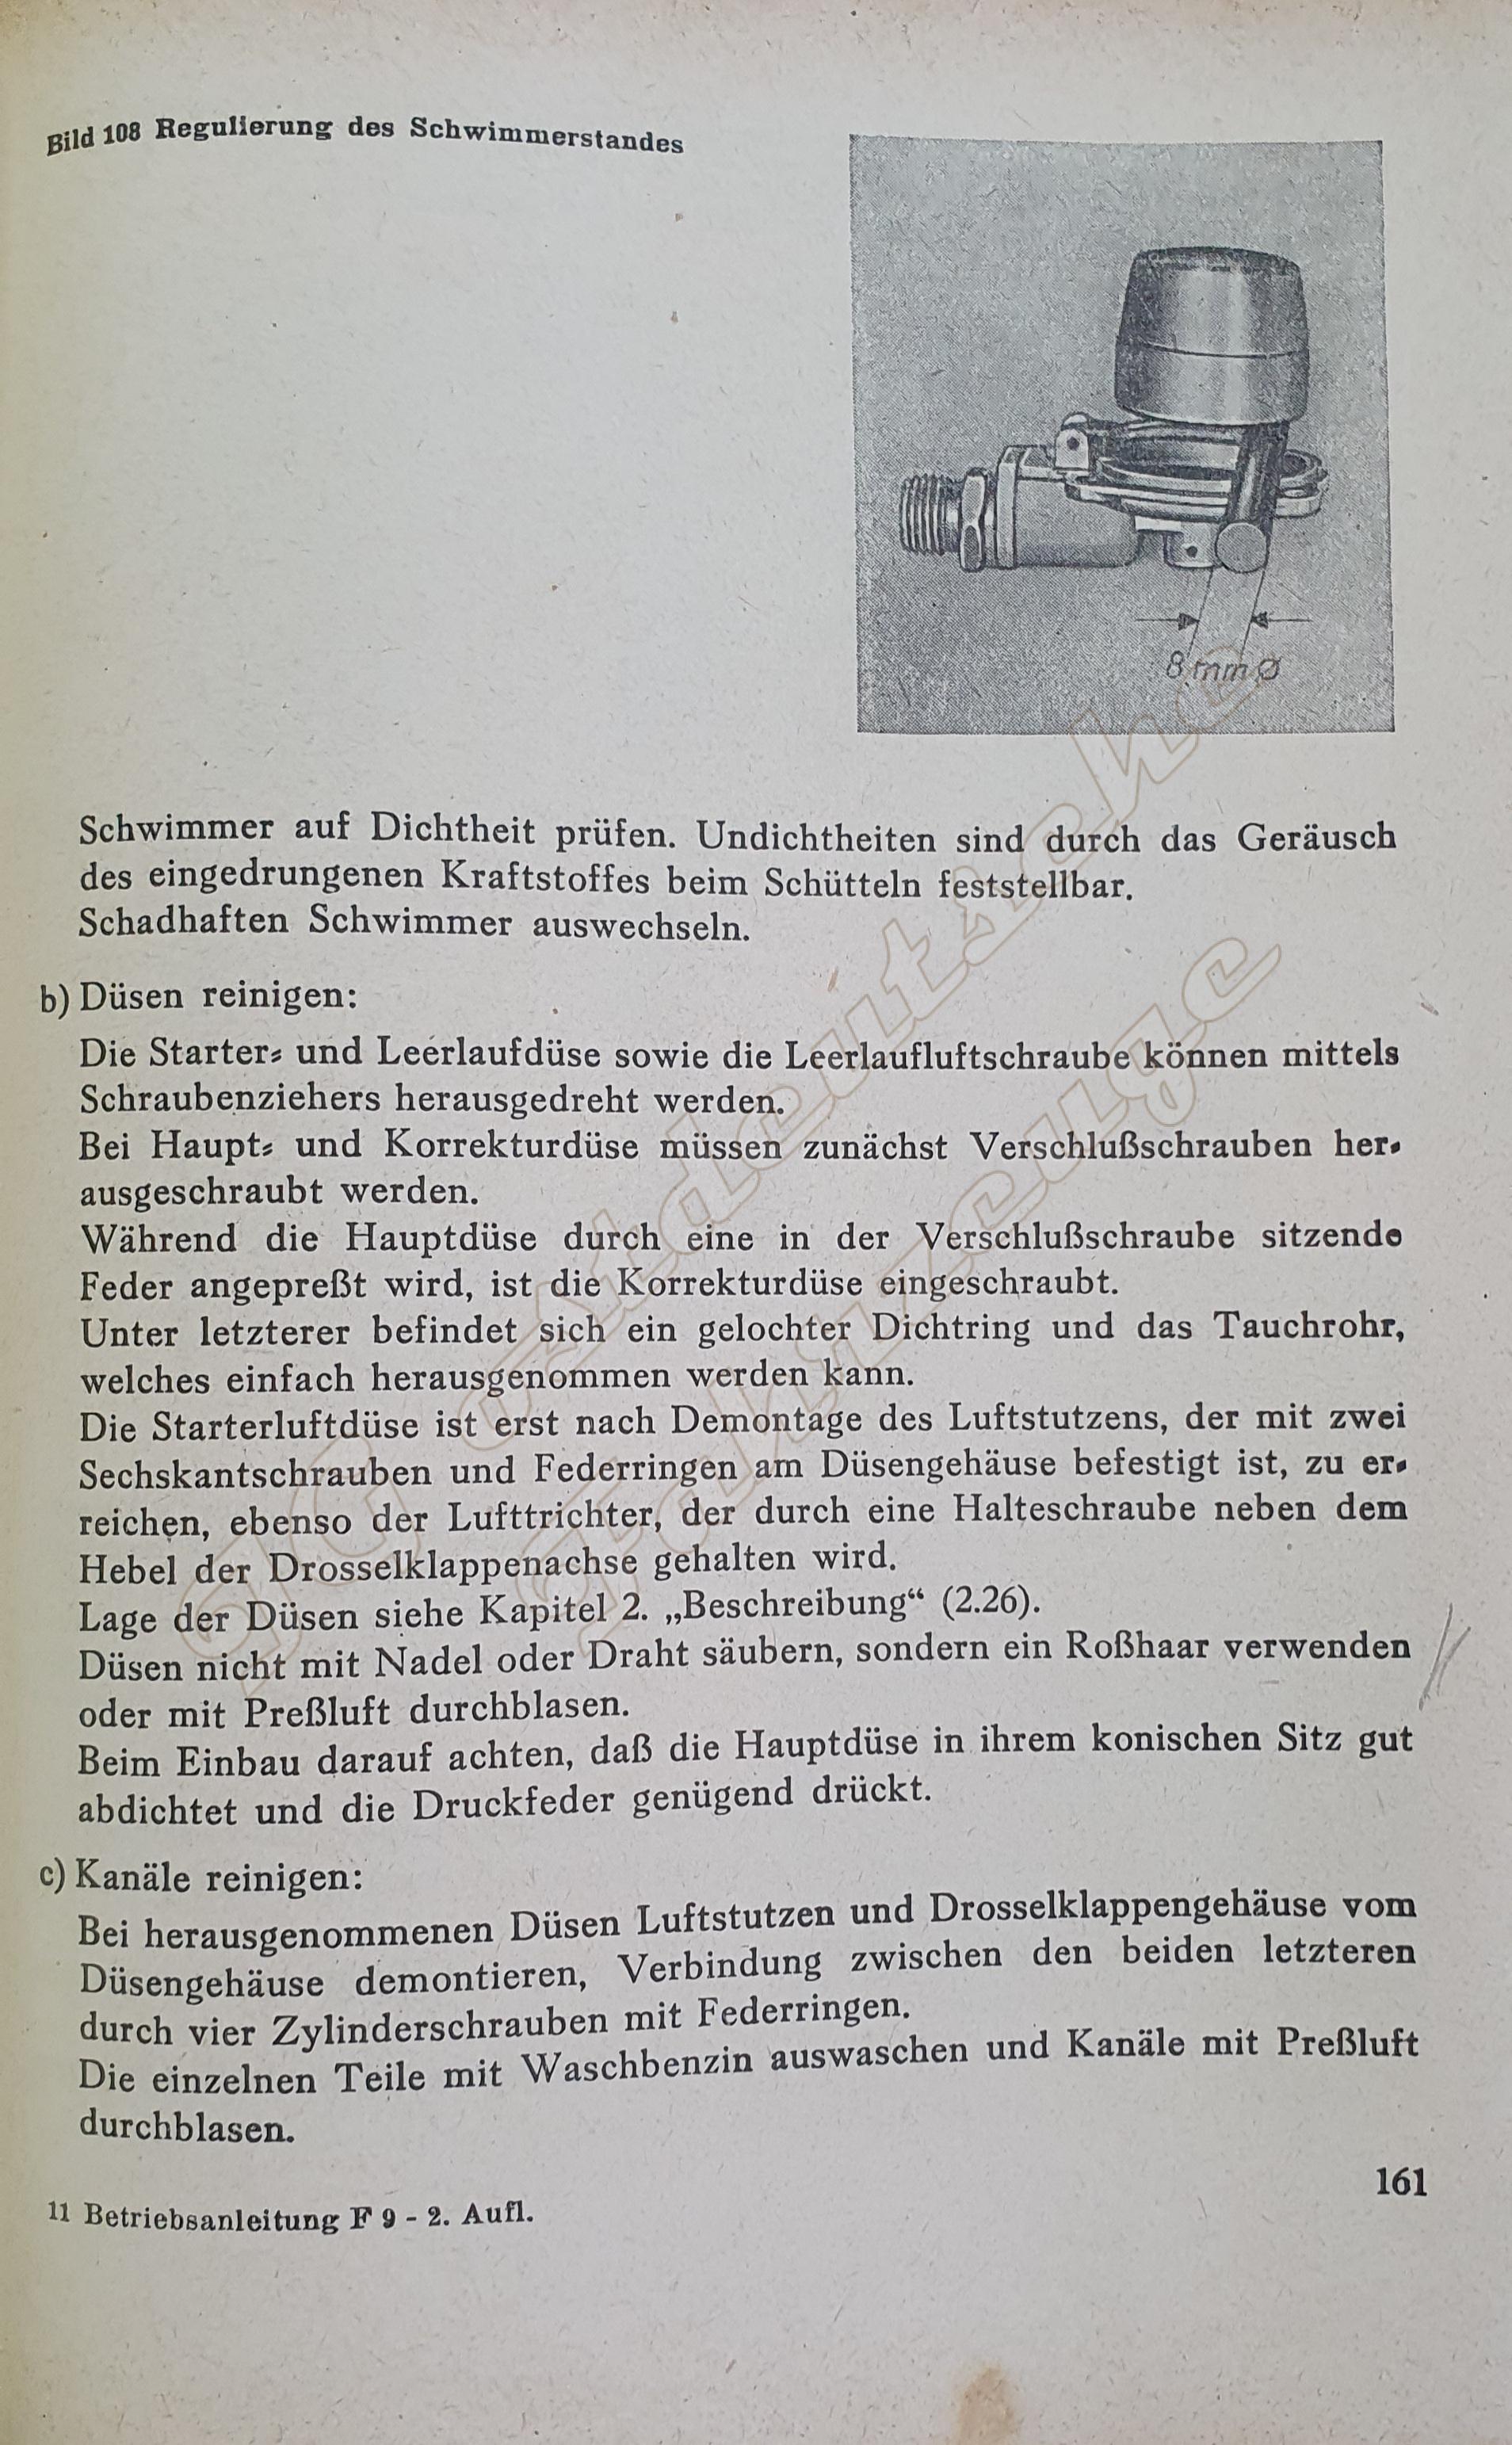 Bild 108 Regulierung des Schwimmerstandes
8 mm Ø
Schwimmer auf Dichtheit prüfen. Undichtheiten sind durch das Geräusch
des eingedrungenen Kraftstoffes beim Schütteln feststellbar.
Schadhaften Schwimmer auswechseln.
b) Düsen reinigen:
Die Starter- und Leerlaufdüse sowie die Leerlaufluftschraube können mittels
Schraubenziehers herausgedreht werden.
Bei Haupt- und Korrekturdüse müssen zunächst Verschlußschrauben her-
ausgeschraubt werden.
Während die Hauptdüse durch eine in der Verschlußschraube sitzende
Feder angepreßt wird, ist die Korrekturdüse eingeschraubt.
Unter letzterer befindet sich ein gelochter Dichtring und das Tauchrohr,
welches einfach herausgenommen werden kann.
Die Starterluftdüse ist erst nach Demontage des Luftstutzens, der mit zwei
Sechskantschrauben und Federringen am Düsengehäuse befestigt ist, zu er-
reichen, ebenso der Lufttrichter, der durch eine Halteschraube neben dem
Hebel der Drosselklappenachse gehalten wird.
Lage der Düsen siehe Kapitel 2. „Beschreibung“ (2.26).
Düsen nicht mit Nadel oder Draht säubern, sondern ein Roßhaar verwenden
oder mit Preßluft durchblasen.
Beim Einbau darauf achten, daß die Hauptdüse in ihrem konischen Sitz gut
abdichtet und die Druckfeder genügend drückt.
c) Kanäle reinigen:
Bei herausgenommenen Düsen Luftstutzen und Drosselklappengehäuse vom
Düsengehäuse demontieren, Verbindung zwischen den beiden letzteren
durch vier Zylinderschrauben mit Federringen.
Die einzelnen Teile mit Waschbenzin auswaschen und Kanäle mit Preßluft
durchblasen.
161
11 Betriebsanleitung F 9 - 2. Aufl.